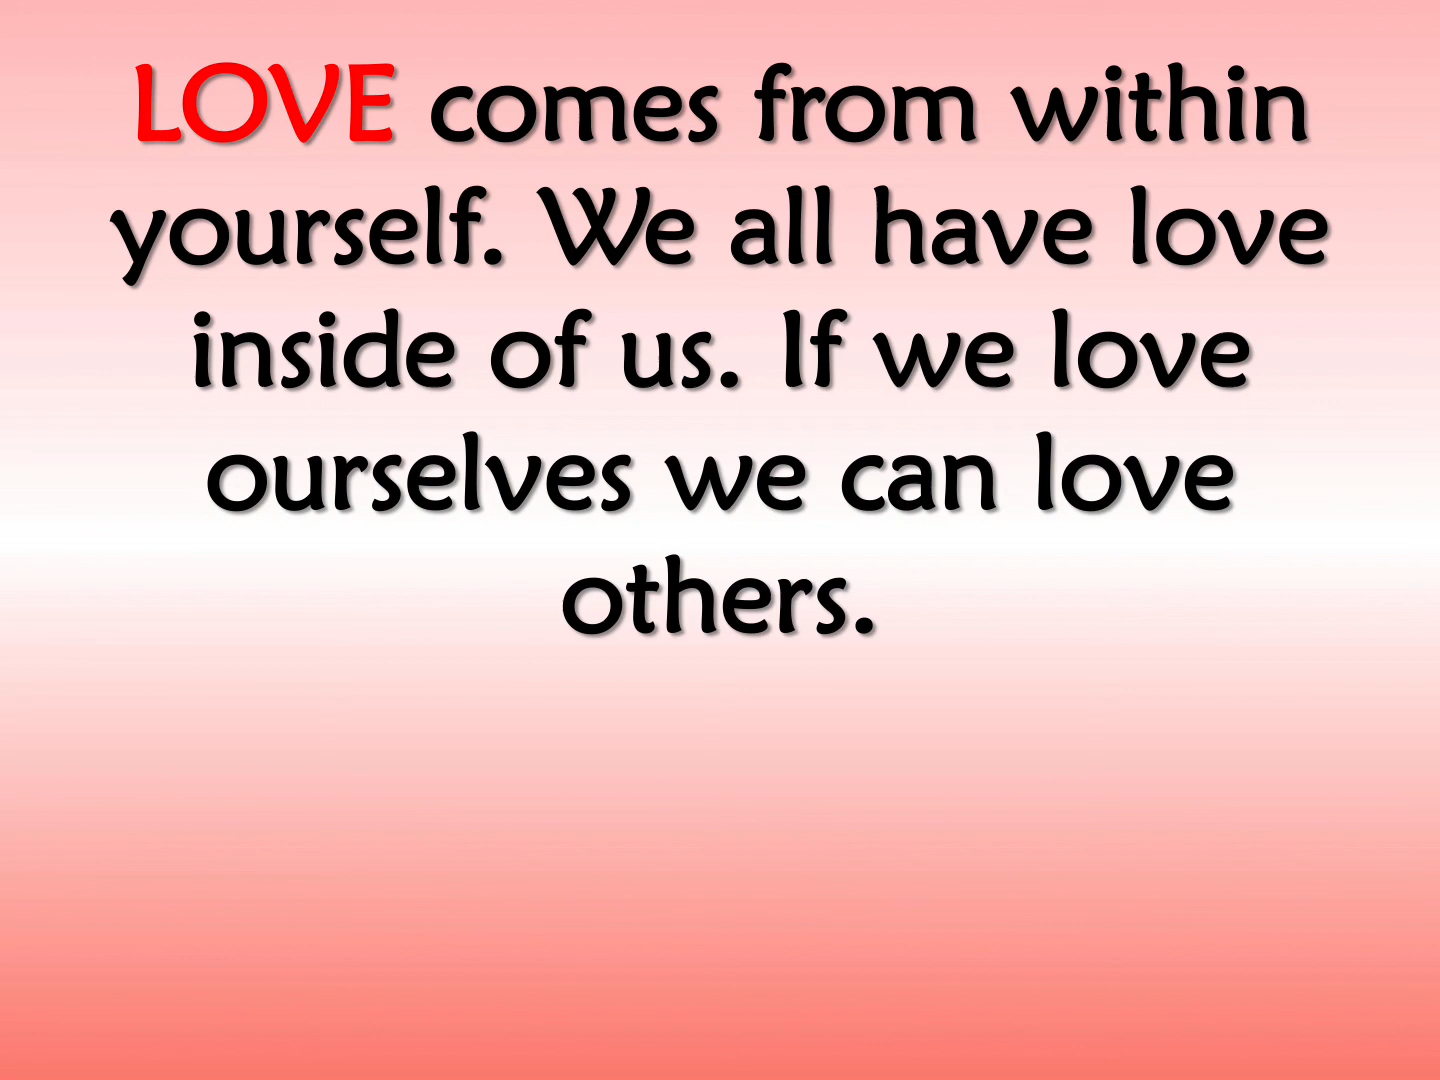 LOVE comes from within
yourself. We all have love
inside of us. If we love
ourselves we can love
others.